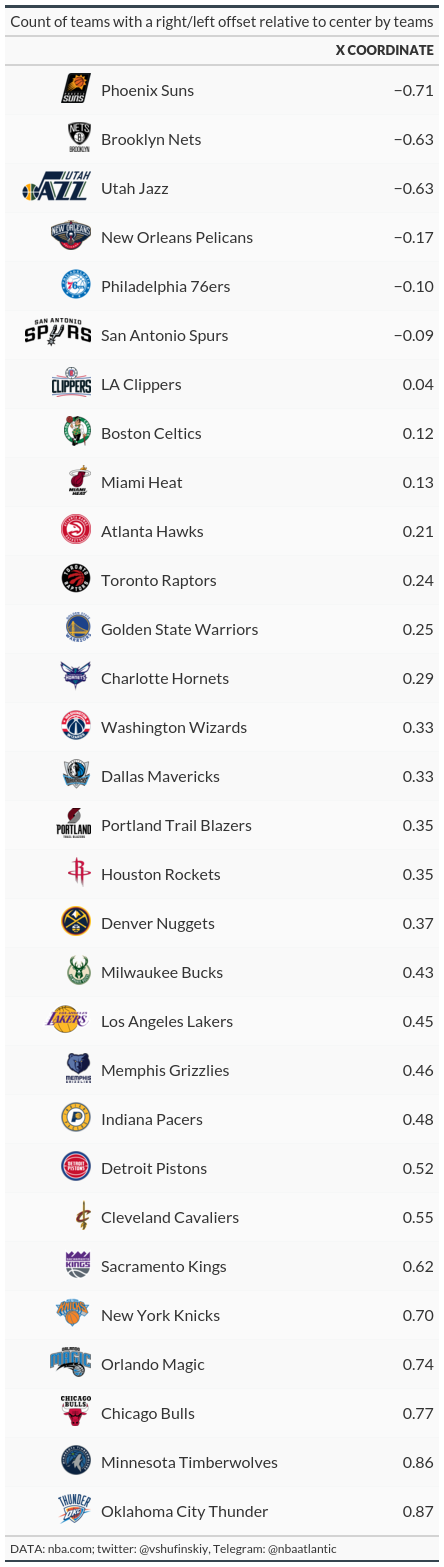 Count of teams with a right/left offset relative to center by teams
X COORDINATE
PHOENIX SUNS Phoenix Suns −0.71
NETS B BROOKLYN Brooklyn Nets −0.63
UTAH JAZZ Utah Jazz −0.63
NEW ORLEANS PELICANS New Orleans Pelicans −0.17
76ers Philadelphia 76ers −0.10
SAN ANTONIO SPURS San Antonio Spurs −0.09
CLIPPERS LA Clippers 0.04
Boston Celtics 0.12
MIAMI HEAT Miami Heat 0.13
Atlanta Hawks 0.21
TORONTO RAPTORS Toronto Raptors 0.24
WARRIORS Golden State Warriors 0.25
HORNETS Charlotte Hornets 0.29
Washington Wizards 0.33
Dallas Mavericks 0.33
PORTLAND TRAIL BLAZERS Portland Trail Blazers 0.35
R Houston Rockets 0.35
Denver Nuggets 0.37
Milwaukee Bucks 0.43
LAKERS Los Angeles Lakers 0.45
MEMPHIS GRIZZLIES Memphis Grizzlies 0.46
P Indiana Pacers 0.48
DETROIT PISTONS Detroit Pistons 0.52
C Cleveland Cavaliers 0.55
KINGS Sacramento Kings 0.62
KNICKS New York Knicks 0.70
ORLANDO MAGIC Orlando Magic 0.74
CHICAGO BULLS Chicago Bulls 0.77
Minnesota Timberwolves 0.86
THUNDER Oklahoma City Thunder 0.87
DATA: nba.com; twitter: @vshufinskiy, Telegram: @nbaatlantic